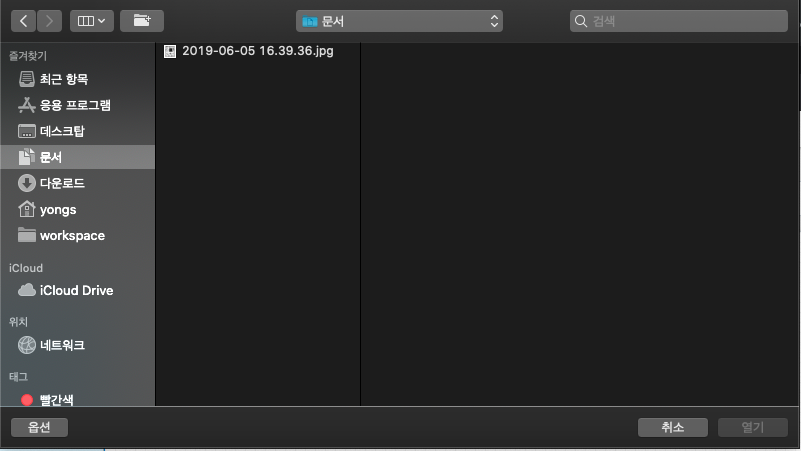 문서
검색
즐겨찾기
최근 항목
응용 프로그램
데스크탑
문서
다운로드
yongs
workspace
iCloud
iCloud Drive
위치
네트워크
태그
빨간색
2019-06-05 16.39.36.jpg
옵션
취소
열기